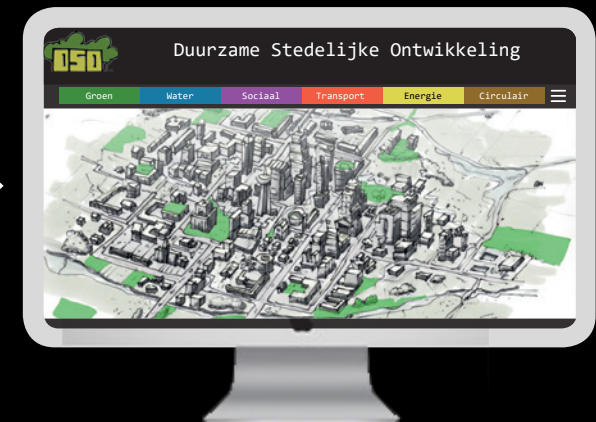 DSO
Duurzame Stedelijke Ontwikkeling
Groen Water Sociaal Transport Energie Circulair